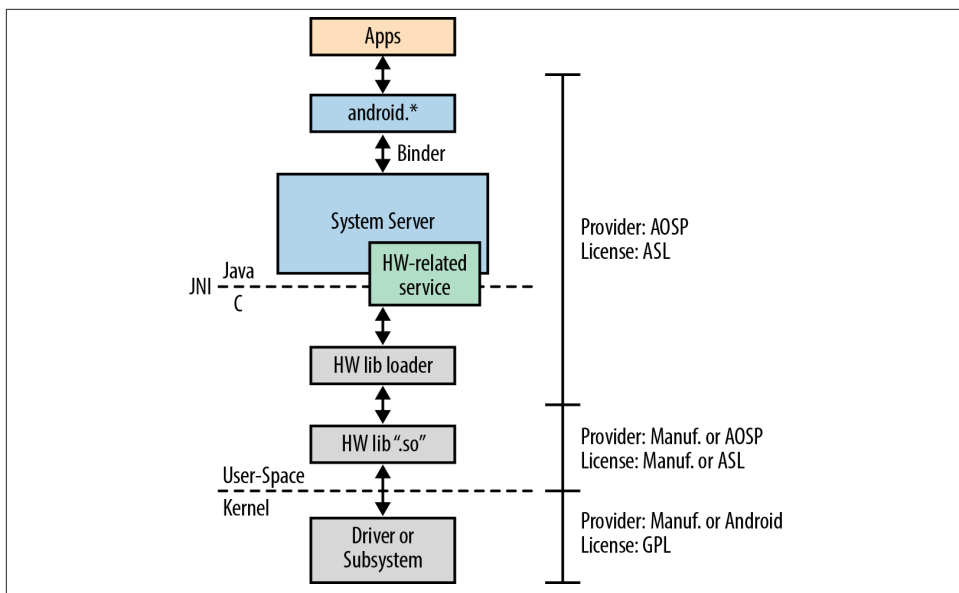 Apps
android.*
Binder
System Server
HW-related
service
JNI
Java
C
HW lib loader
HW lib “.so”
User-Space
Kernel
Driver or
Subsystem
Provider: AOSP
License: ASL
Provider: Manuf. or AOSP
License: Manuf. or ASL
Provider: Manuf. or Android
License: GPL